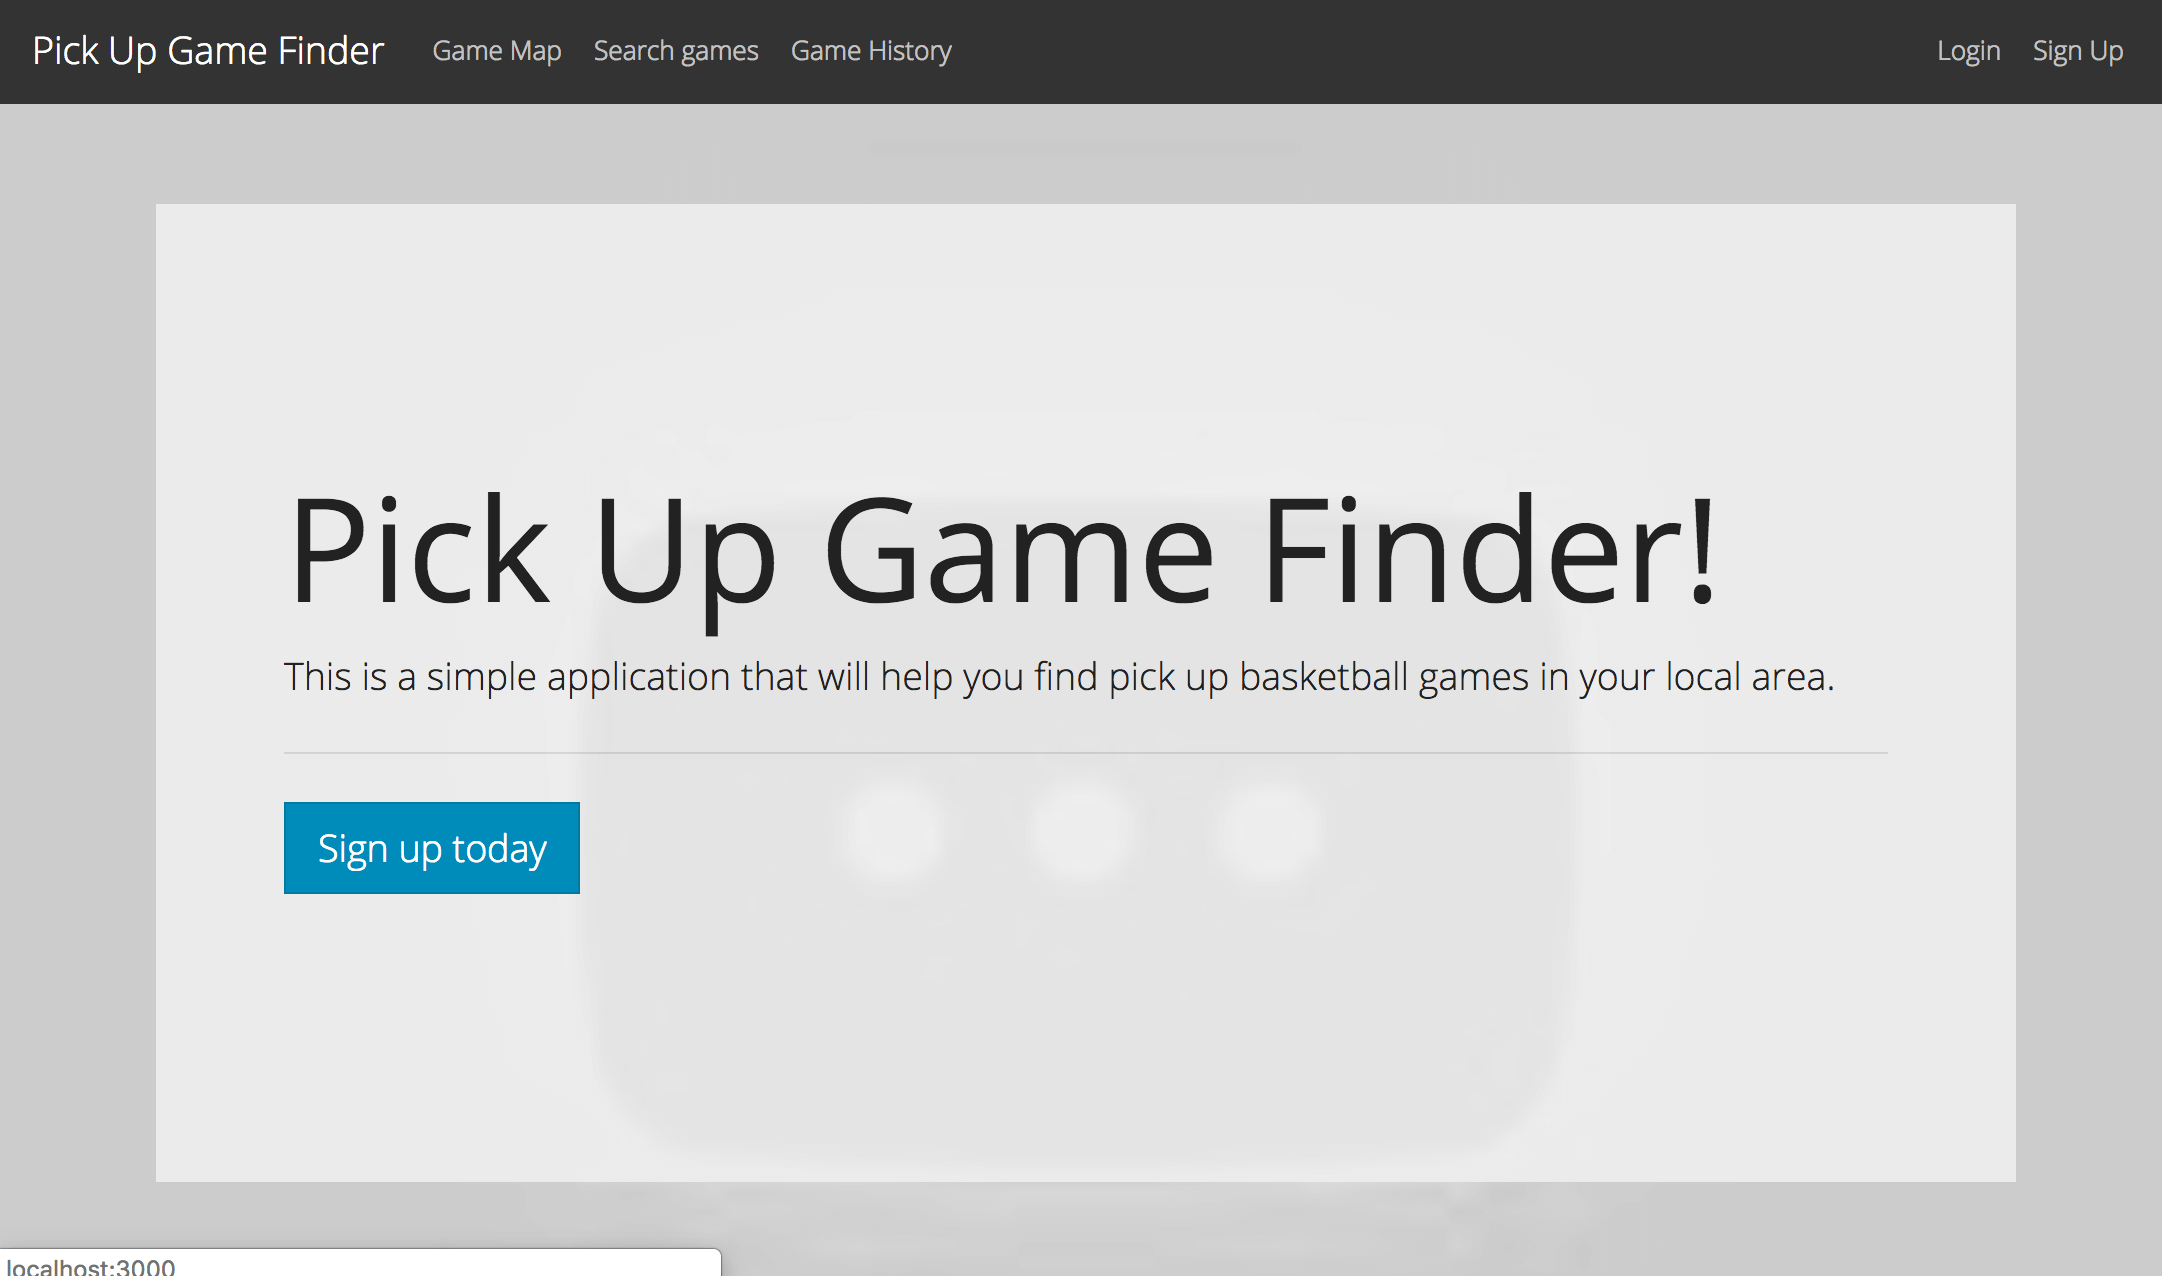 Pick Up Game Finder Game Map Search games Game History Login Sign Up
Pick Up Game Finder!
This is a simple application that will help you find pick up basketball games in your local area.
Sign up today
localhost:3000